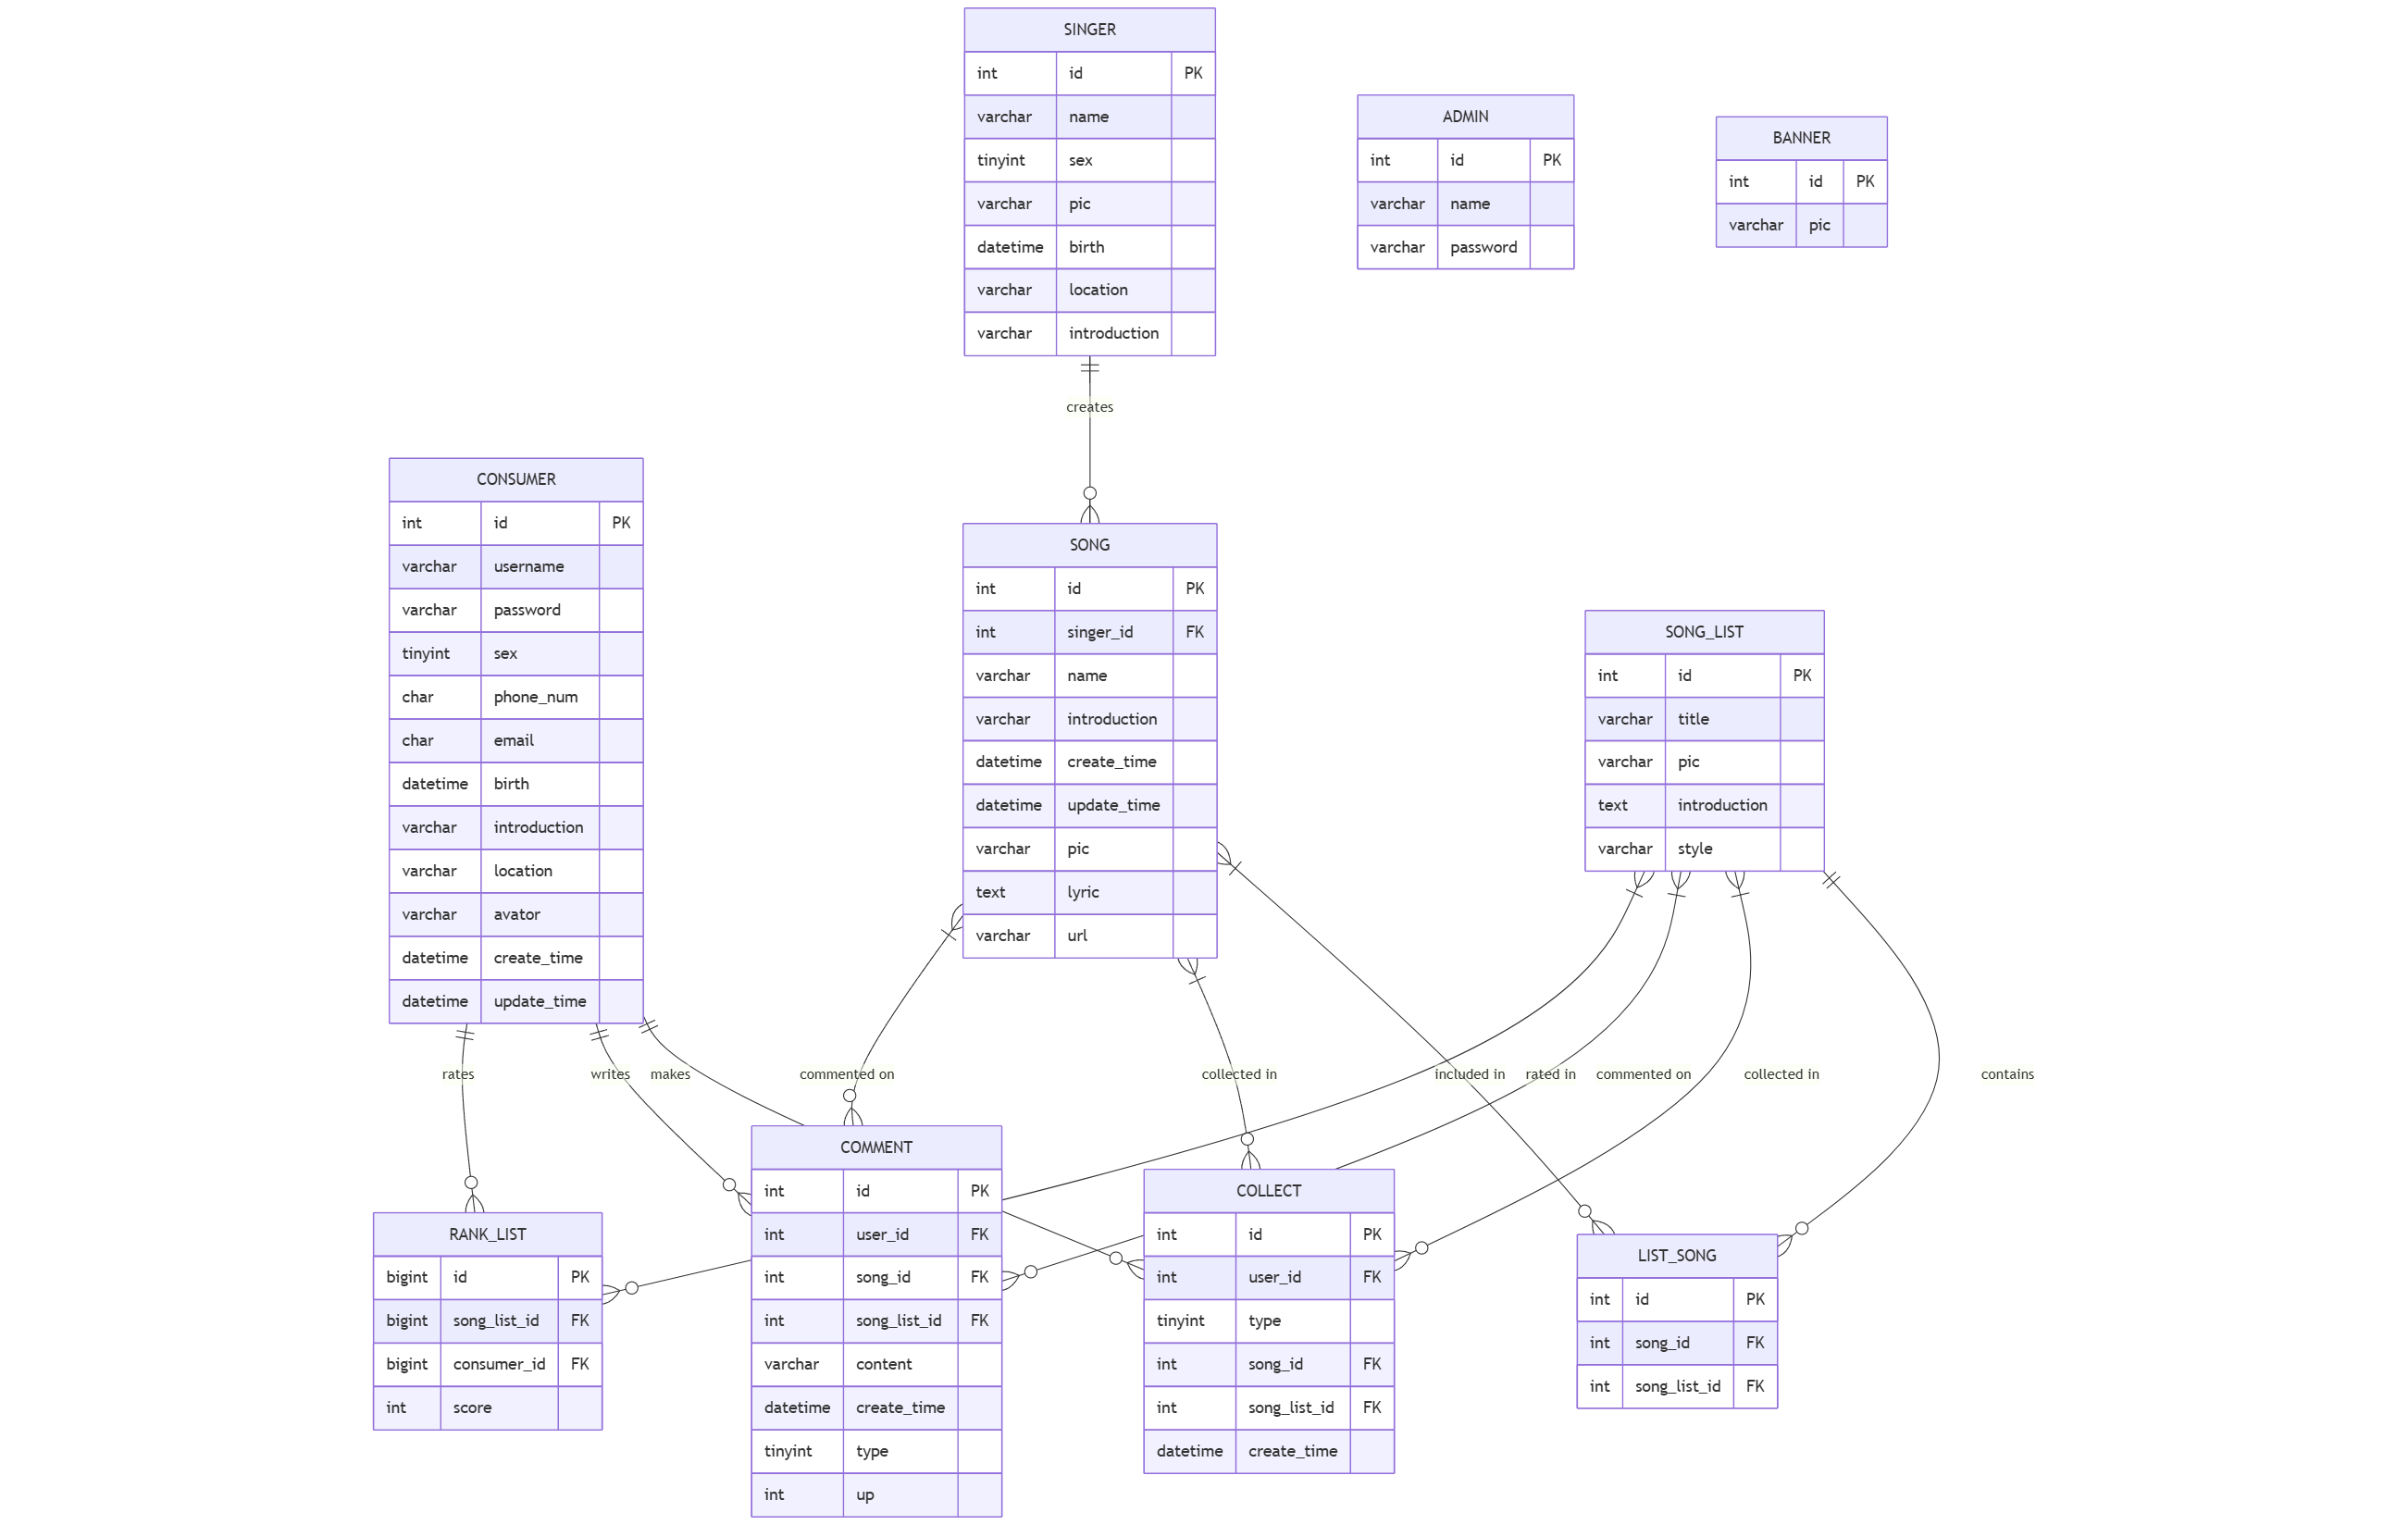 SINGER
int id PK
varchar name
tinyint sex
varchar pic
datetime birth
varchar location
varchar introduction
ADMIN
int id PK
varchar name
varchar password
BANNER
int id PK
varchar pic
creates
CONSUMER
int id PK
varchar username
varchar password
tinyint sex
char phone_num
char email
datetime birth
varchar introduction
varchar location
varchar avator
datetime create_time
datetime update_time
SONG
int id PK
int singer_id FK
varchar name
varchar introduction
datetime create_time
datetime update_time
varchar pic
text lyric
varchar url
SONG_LIST
int id PK
varchar title
varchar pic
text introduction
varchar style
rates
writes
makes
commented on
collected in
included in
rated in
commented on
collected in
contains
RANK_LIST
bigint id PK
bigint song_list_id FK
bigint consumer_id FK
int score
COMMENT
int id PK
int user_id FK
int song_id FK
int song_list_id FK
varchar content
datetime create_time
tinyint type
int up
COLLECT
int id PK
int user_id FK
tinyint type
int song_id FK
int song_list_id FK
datetime create_time
LIST_SONG
int id PK
int song_id FK
int song_list_id FK